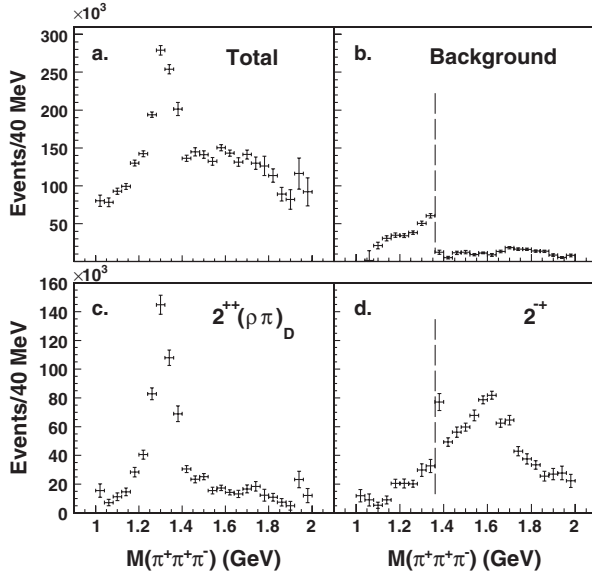 ×10³
a. Total
b. Background
Events/40 MeV
300
250
200
150
100
50
×10³
c. 2⁺⁺(ρπ)_D
d. 2⁻⁺
Events/40 MeV
160
140
120
100
80
60
40
20
0
1 1.2 1.4 1.6 1.8 2
1 1.2 1.4 1.6 1.8 2
M(π⁺π⁺π⁻) (GeV)
M(π⁺π⁺π⁻) (GeV)